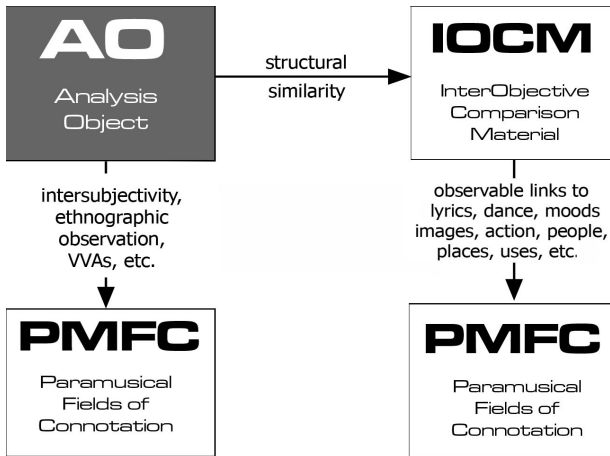 AO
Analysis
Object
structural
similarity
IOCM
InterObjective
Comparison
Material
intersubjectivity,
ethnographic
observation,
VVAs, etc.
observable links to
lyrics, dance, moods
images, action, people,
places, uses, etc.
PMFC
Paramusical
Fields of
Connotation
PMFC
Paramusical
Fields of
Connotation